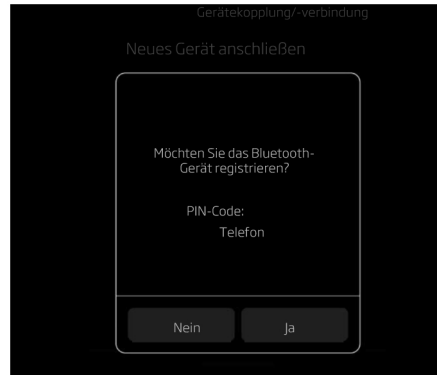 Gerätekopplung/-verbindung
Neues Gerät anschließen
Möchten Sie das Bluetooth-
Gerät registrieren?
PIN-Code:
Telefon
Nein
Ja